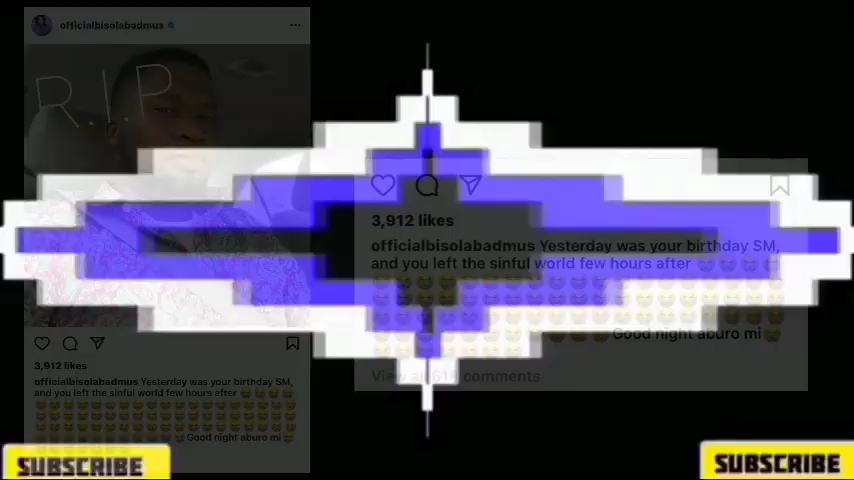 officialbisolabadmus
R.I.P
3,912 likes
officialbisolabadmus Yesterday was your birthday SM,
and you left the sinful world few hours after
Good night aburo mi
3,912 likes
officialbisolabadmus Yesterday was your birthday SM,
and you left the sinful world few hours after
Good night aburo mi
View all comments
SUBSCRIBE
SUBSCRIBE